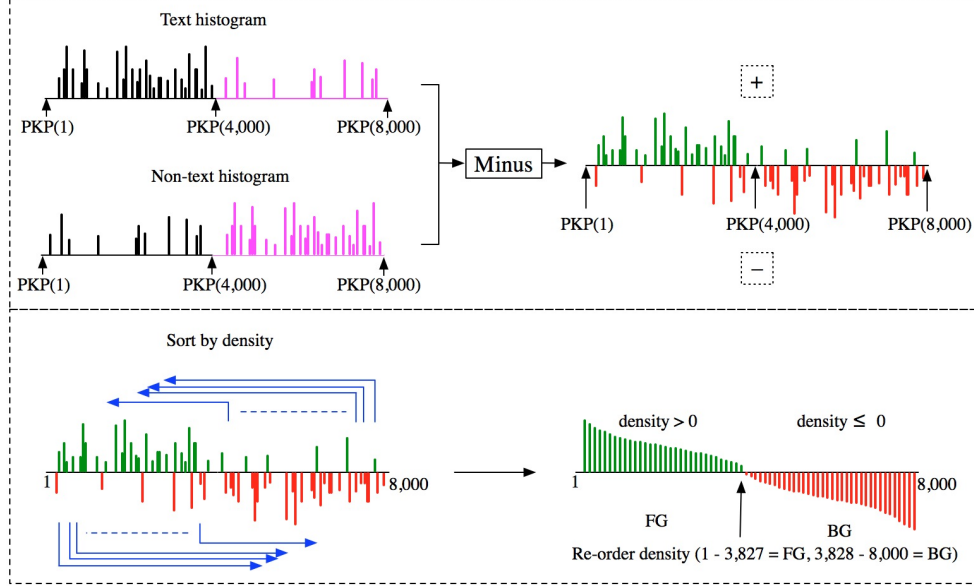 Text histogram
PKP(1)
PKP(4,000)
PKP(8,000)
Non-text histogram
PKP(1)
PKP(4,000)
PKP(8,000)
Minus
+
PKP(1)
PKP(4,000)
PKP(8,000)
−
Sort by density
1
8,000
density > 0
density ≤ 0
1
8,000
FG
BG
Re-order density (1 - 3,827 = FG, 3,828 - 8,000 = BG)